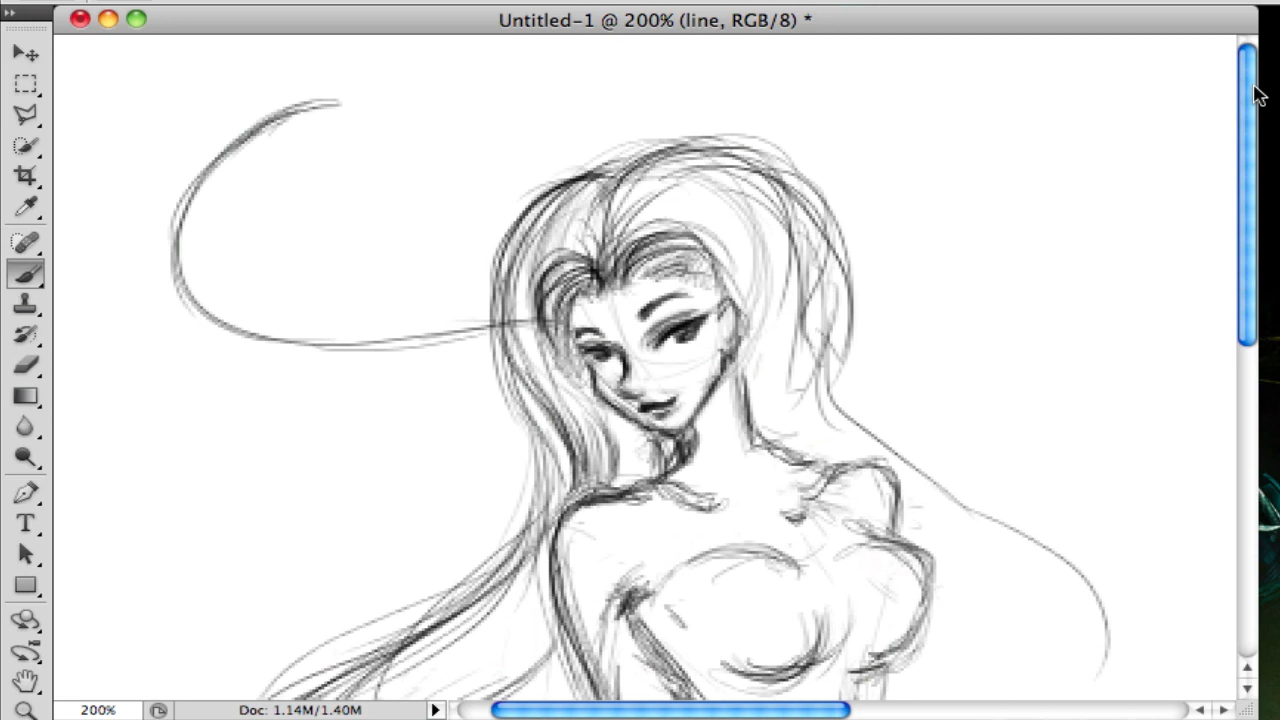 Untitled-1 @ 200% (line, RGB/8) *
T
200%
Doc: 1.14M/1.40M